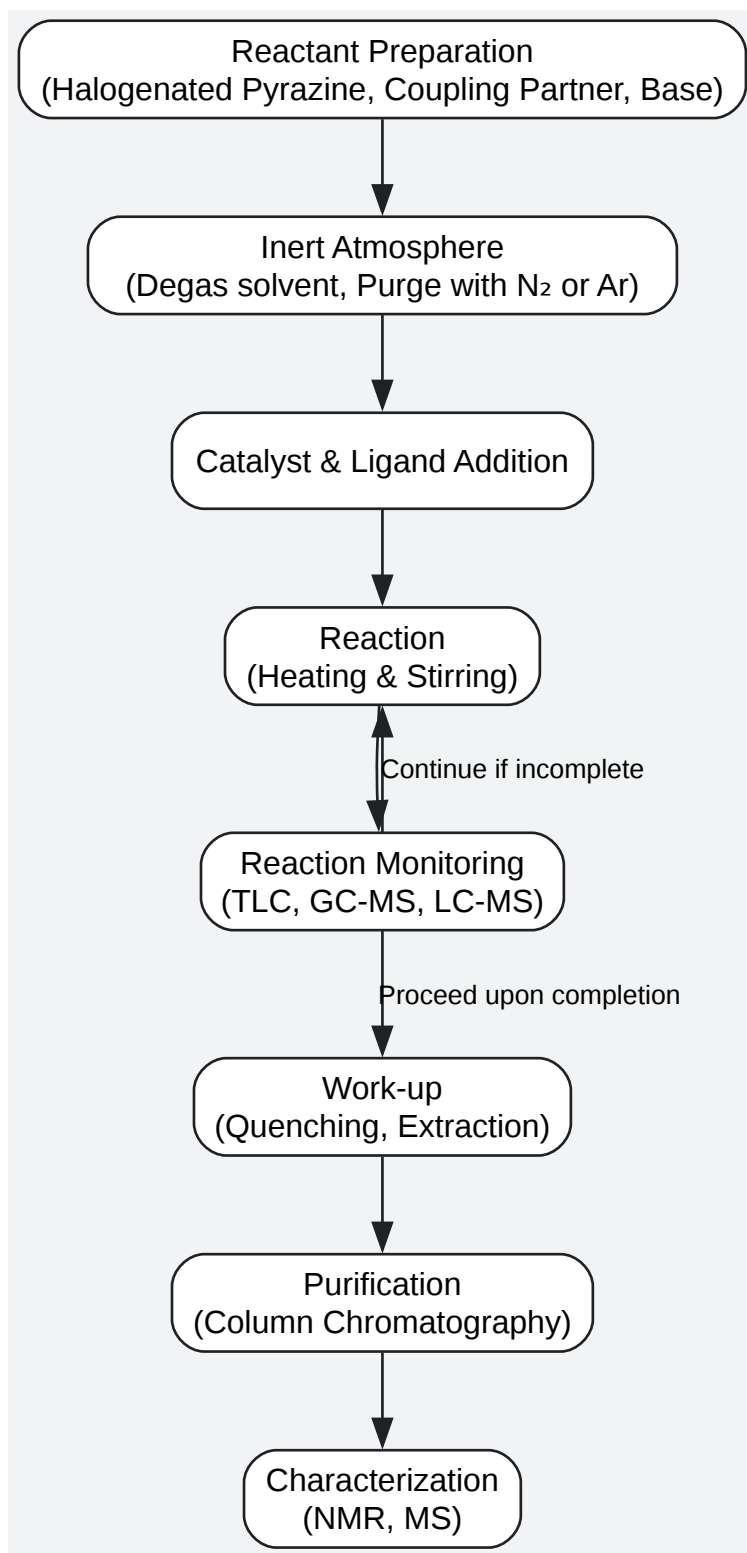 Reactant Preparation
(Halogenated Pyrazine, Coupling Partner, Base)
Inert Atmosphere
(Degas solvent, Purge with N₂ or Ar)
Catalyst & Ligand Addition
Reaction
(Heating & Stirring)
Continue if incomplete
Reaction Monitoring
(TLC, GC-MS, LC-MS)
Proceed upon completion
Work-up
(Quenching, Extraction)
Purification
(Column Chromatography)
Characterization
(NMR, MS)